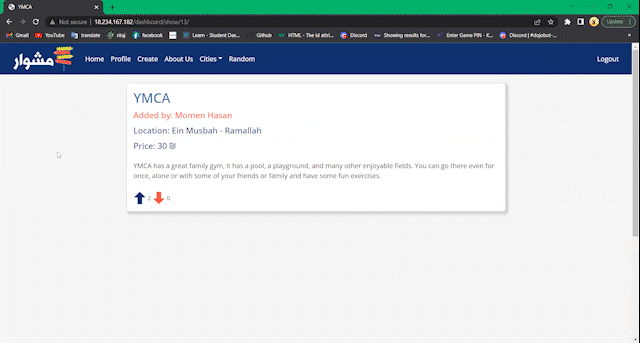 YMCA
Not secure | 18.234.167.182/dashboard/show/13/
Update
Gmail YouTube translate ritaj facebook Learn - Student Das... Github HTML - The id attri... Discord Showing results for... Enter Game PIN - K... Discord | #dojobot-...
مشوار Home Profile Create About Us Cities Random Logout
YMCA
Added by: Momen Hasan
Location: Ein Musbah - Ramallah
Price: 30 ₪
YMCA has a great family gym, it has a pool, a playground, and many other enjoyable fields. You can go there even for
once, alone or with some of your friends or family and have some fun exercises.
2 0